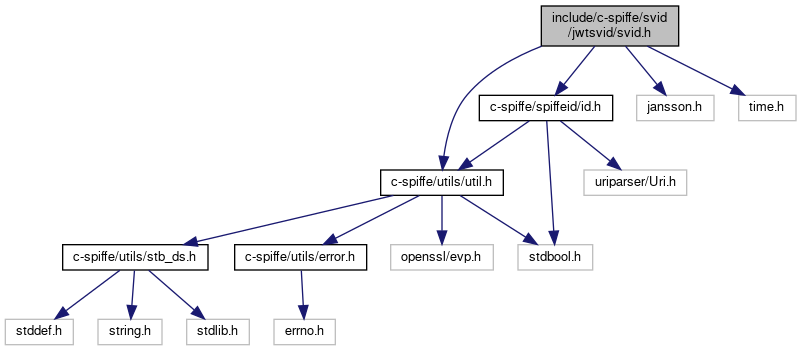 include/c-spiffe/svid
/jwtsvid/svid.h
c-spiffe/spiffeid/id.h
jansson.h
time.h
c-spiffe/utils/util.h
uriparser/Uri.h
c-spiffe/utils/stb_ds.h
c-spiffe/utils/error.h
openssl/evp.h
stdbool.h
stddef.h
string.h
stdlib.h
errno.h